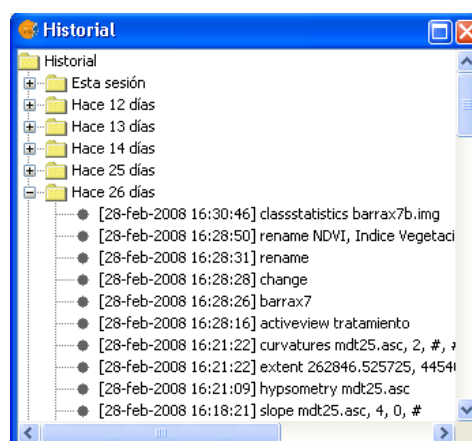 Historial
Historial
Esta sesión
Hace 12 días
Hace 13 días
Hace 14 días
Hace 25 días
Hace 26 días
[28-feb-2008 16:30:46] classstatistics barrax7b.img
[28-feb-2008 16:28:50] rename NDVI, Indice Vegetaci
[28-feb-2008 16:28:31] rename
[28-feb-2008 16:28:28] change
[28-feb-2008 16:28:26] barrax7
[28-feb-2008 16:28:16] activeview tratamiento
[28-feb-2008 16:21:22] curvatures mdt25.asc, 2, #, #
[28-feb-2008 16:21:22] extent 262846.525725, 44540
[28-feb-2008 16:21:09] hypsometry mdt25.asc
[28-feb-2008 16:18:21] slope mdt25.asc, 4, 0, #